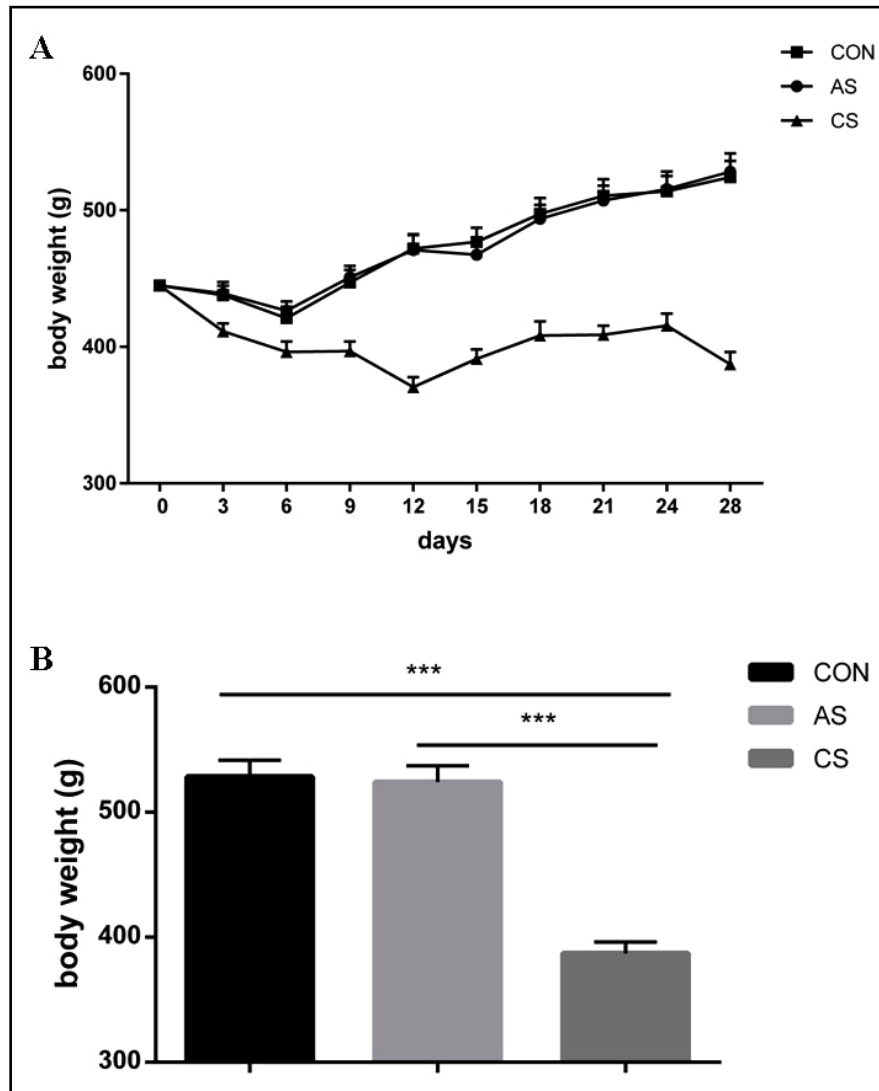 A
CON
AS
CS
600
500
400
300
body weight (g)
0 3 6 9 12 15 18 21 24 28
days
B
***
***
CON
AS
CS
600
500
400
300
body weight (g)